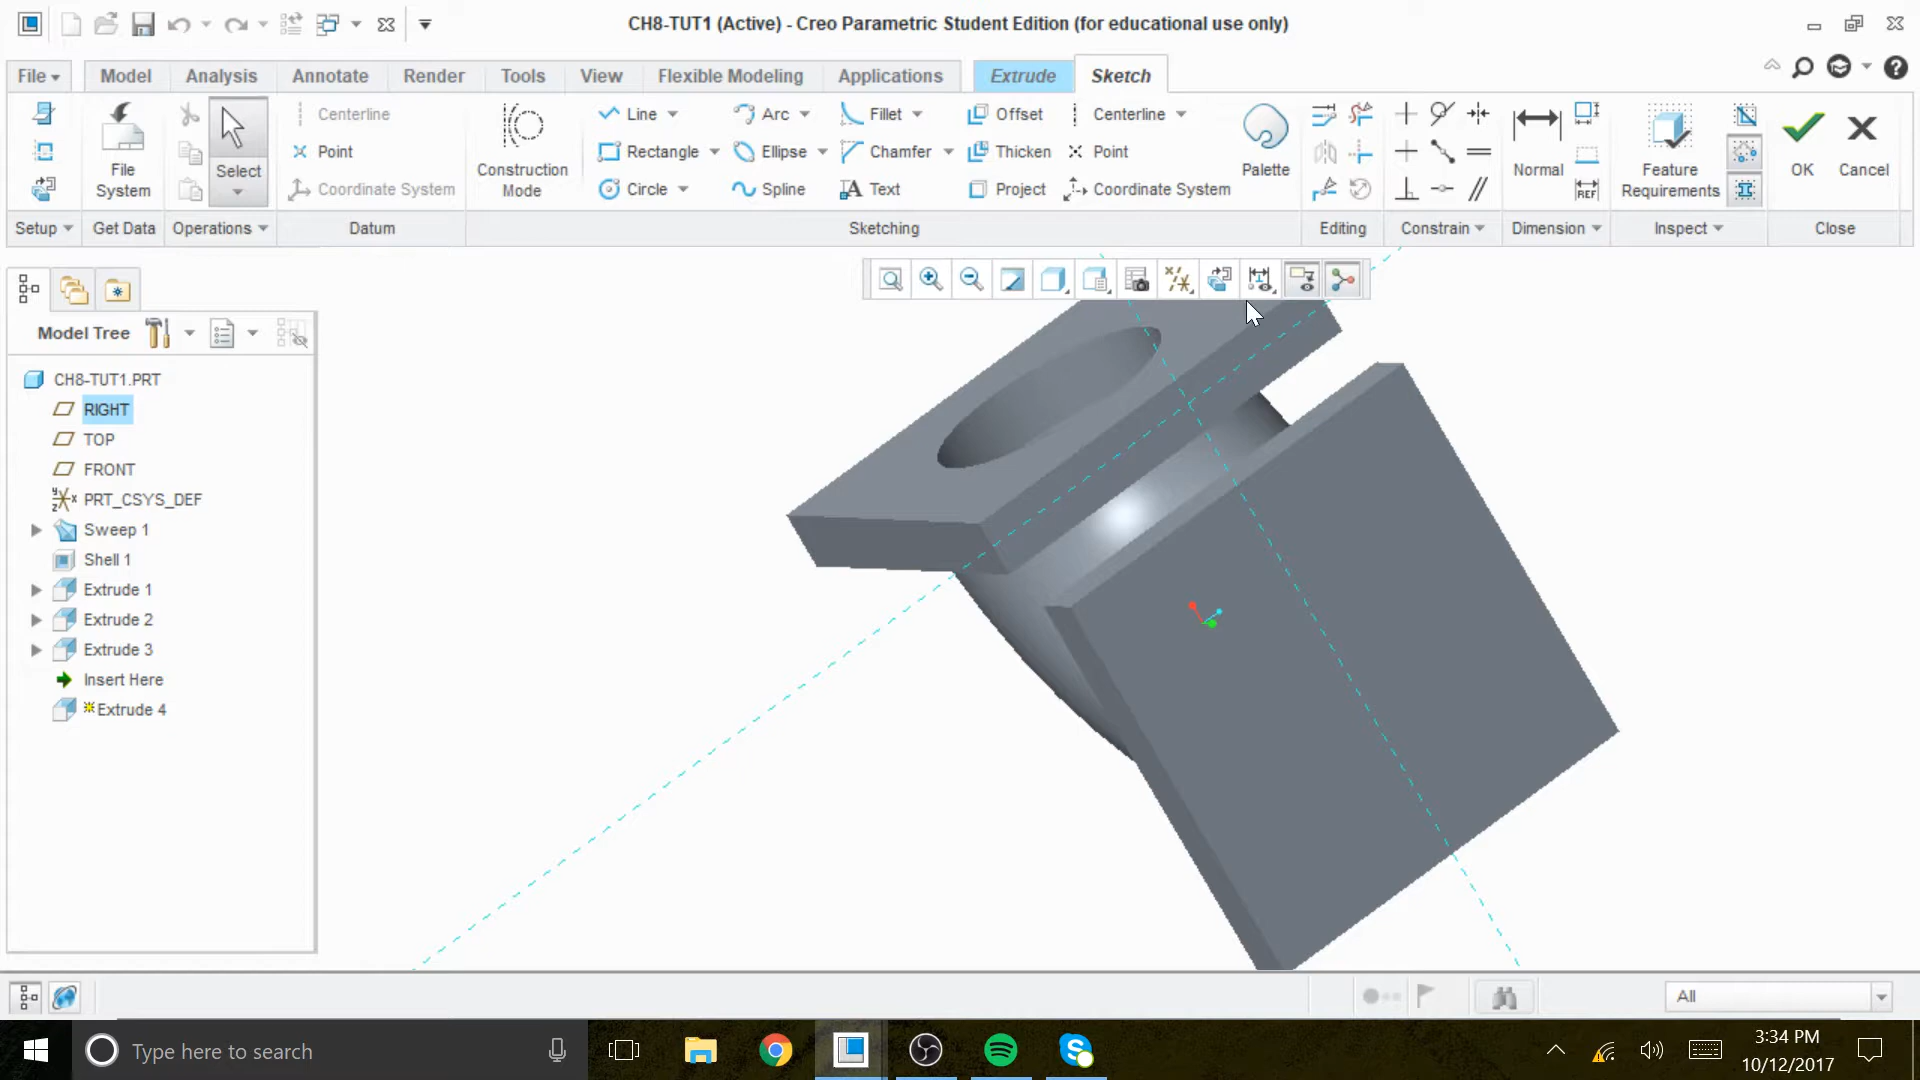 CH8-TUT1 (Active) - Creo Parametric Student Edition (for educational use only)
File Model Analysis Annotate Render Tools View Flexible Modeling Applications Extrude Sketch
File System
Select
Centerline
Point
Coordinate System
Construction Mode
Line Arc Fillet Offset Centerline
Rectangle Ellipse Chamfer Thicken Point
Circle Spline Text Project Coordinate System
Palette
Normal
REF
Feature Requirements
OK
Cancel
Setup Get Data Operations Datum Sketching Editing Constrain Dimension Inspect Close
Model Tree
CH8-TUT1.PRT
RIGHT
TOP
FRONT
PRT_CSYS_DEF
Sweep 1
Shell 1
Extrude 1
Extrude 2
Extrude 3
Insert Here
Extrude 4
All
Type here to search
3:34 PM
10/12/2017